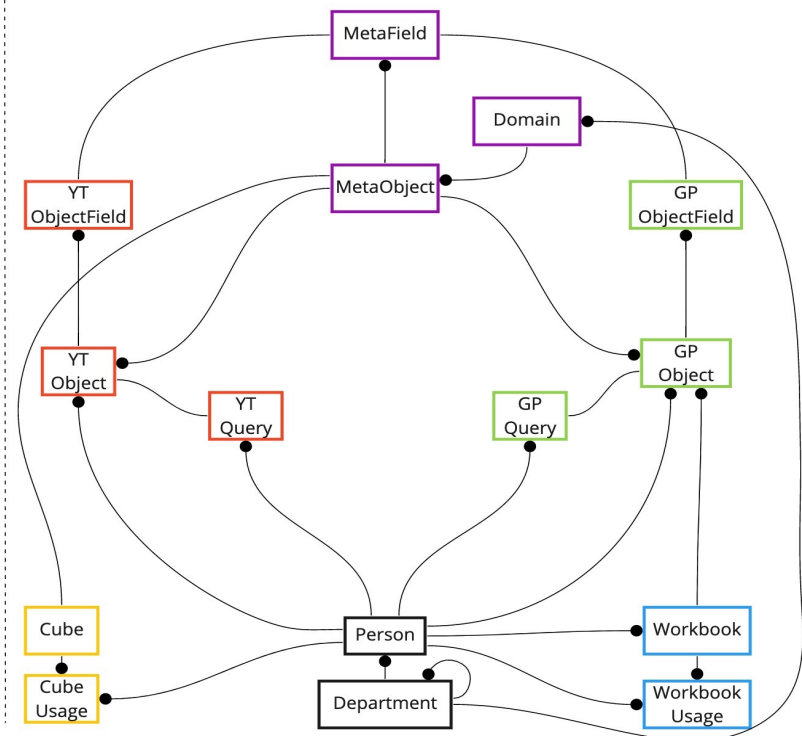 MetaField
Domain
MetaObject
YT
ObjectField
GP
ObjectField
YT
Object
GP
Object
YT
Query
GP
Query
Cube
Person
Workbook
Cube
Usage
Department
Workbook
Usage